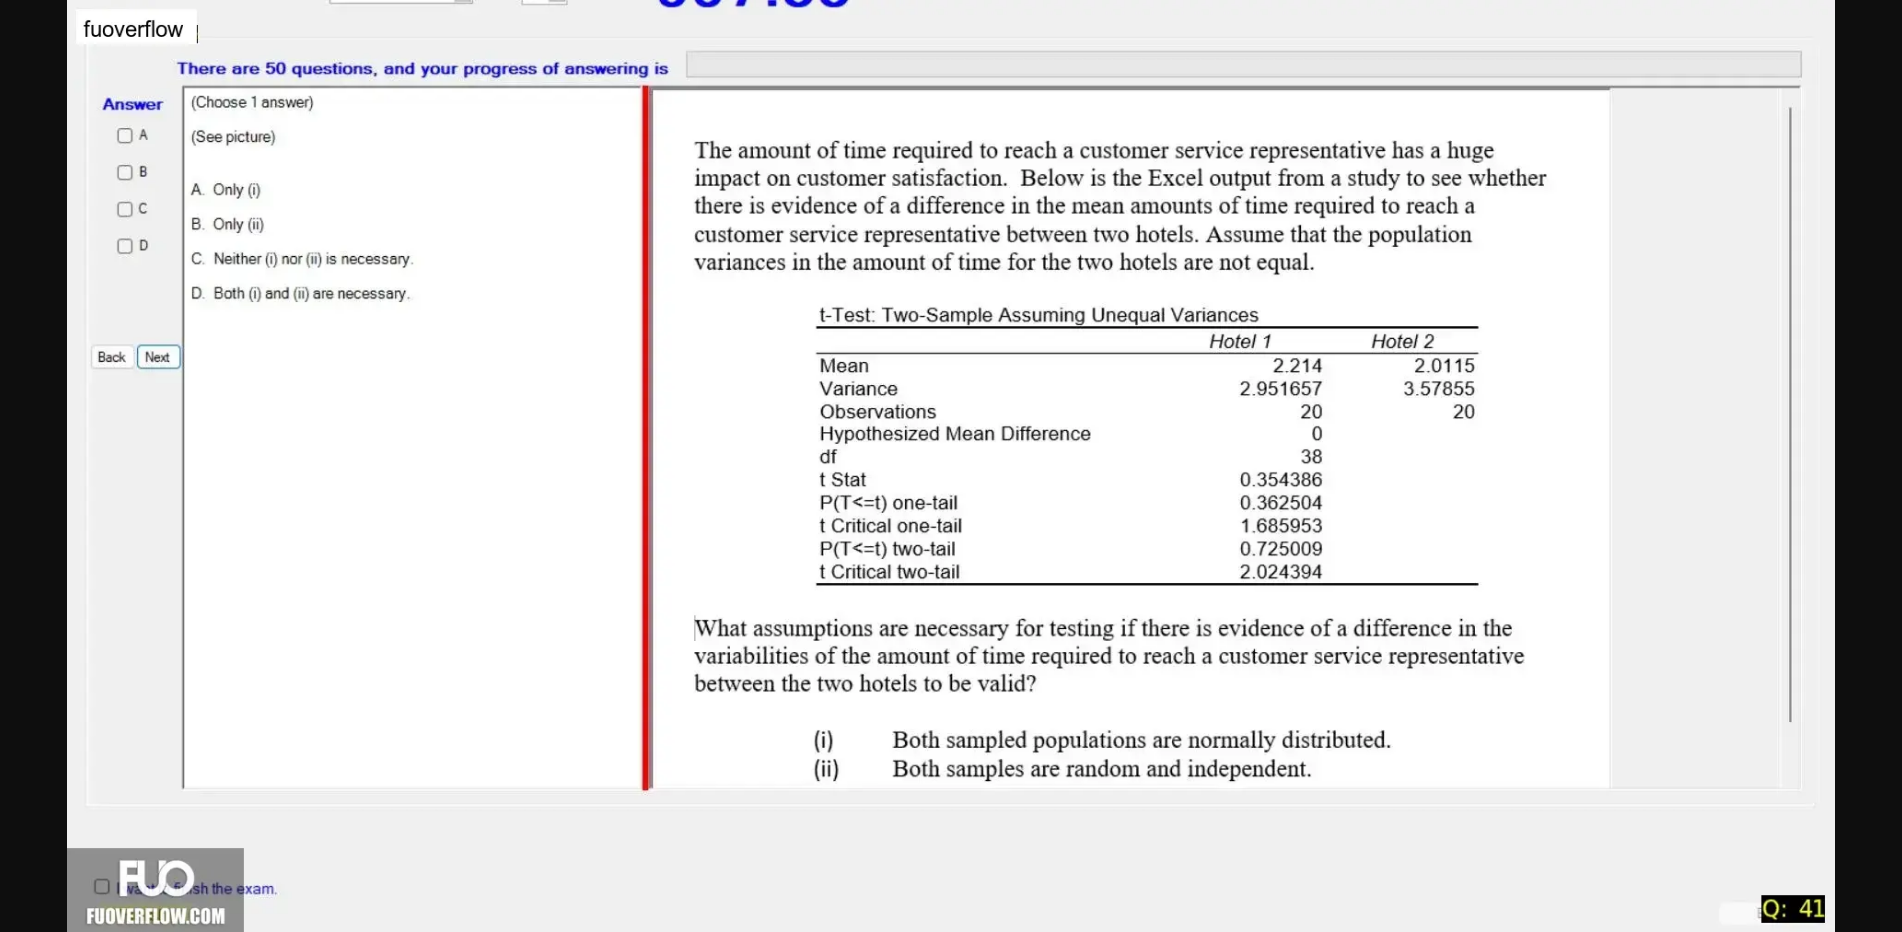 fuoverflow
There are 50 questions, and your progress of answering is
Answer
A
B
C
D
Back Next
(Choose 1 answer)
(See picture)
A. Only (i)
B. Only (ii)
C. Neither (i) nor (ii) is necessary.
D. Both (i) and (ii) are necessary.
The amount of time required to reach a customer service representative has a huge
impact on customer satisfaction. Below is the Excel output from a study to see whether
there is evidence of a difference in the mean amounts of time required to reach a
customer service representative between two hotels. Assume that the population
variances in the amount of time for the two hotels are not equal.
t-Test: Two-Sample Assuming Unequal Variances
Hotel 1 Hotel 2
Mean 2.214 2.0115
Variance 2.951657 3.57855
Observations 20 20
Hypothesized Mean Difference 0
df 38
t Stat 0.354386
P(T<=t) one-tail 0.362504
t Critical one-tail 1.685953
P(T<=t) two-tail 0.725009
t Critical two-tail 2.024394
What assumptions are necessary for testing if there is evidence of a difference in the
variabilities of the amount of time required to reach a customer service representative
between the two hotels to be valid?
(i) Both sampled populations are normally distributed.
(ii) Both samples are random and independent.
FUO
the exam.
FUOVERFLOW.COM
Q: 41